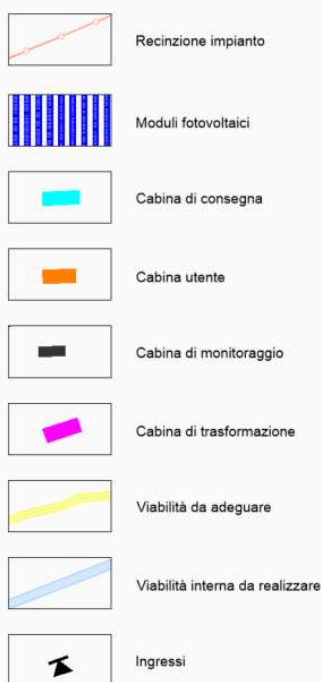 Recinzione impianto
Moduli fotovoltaici
Cabina di consegna
Cabina utente
Cabina di monitoraggio
Cabina di trasformazione
Viabilità da adeguare
Viabilità interna da realizzare
Ingressi